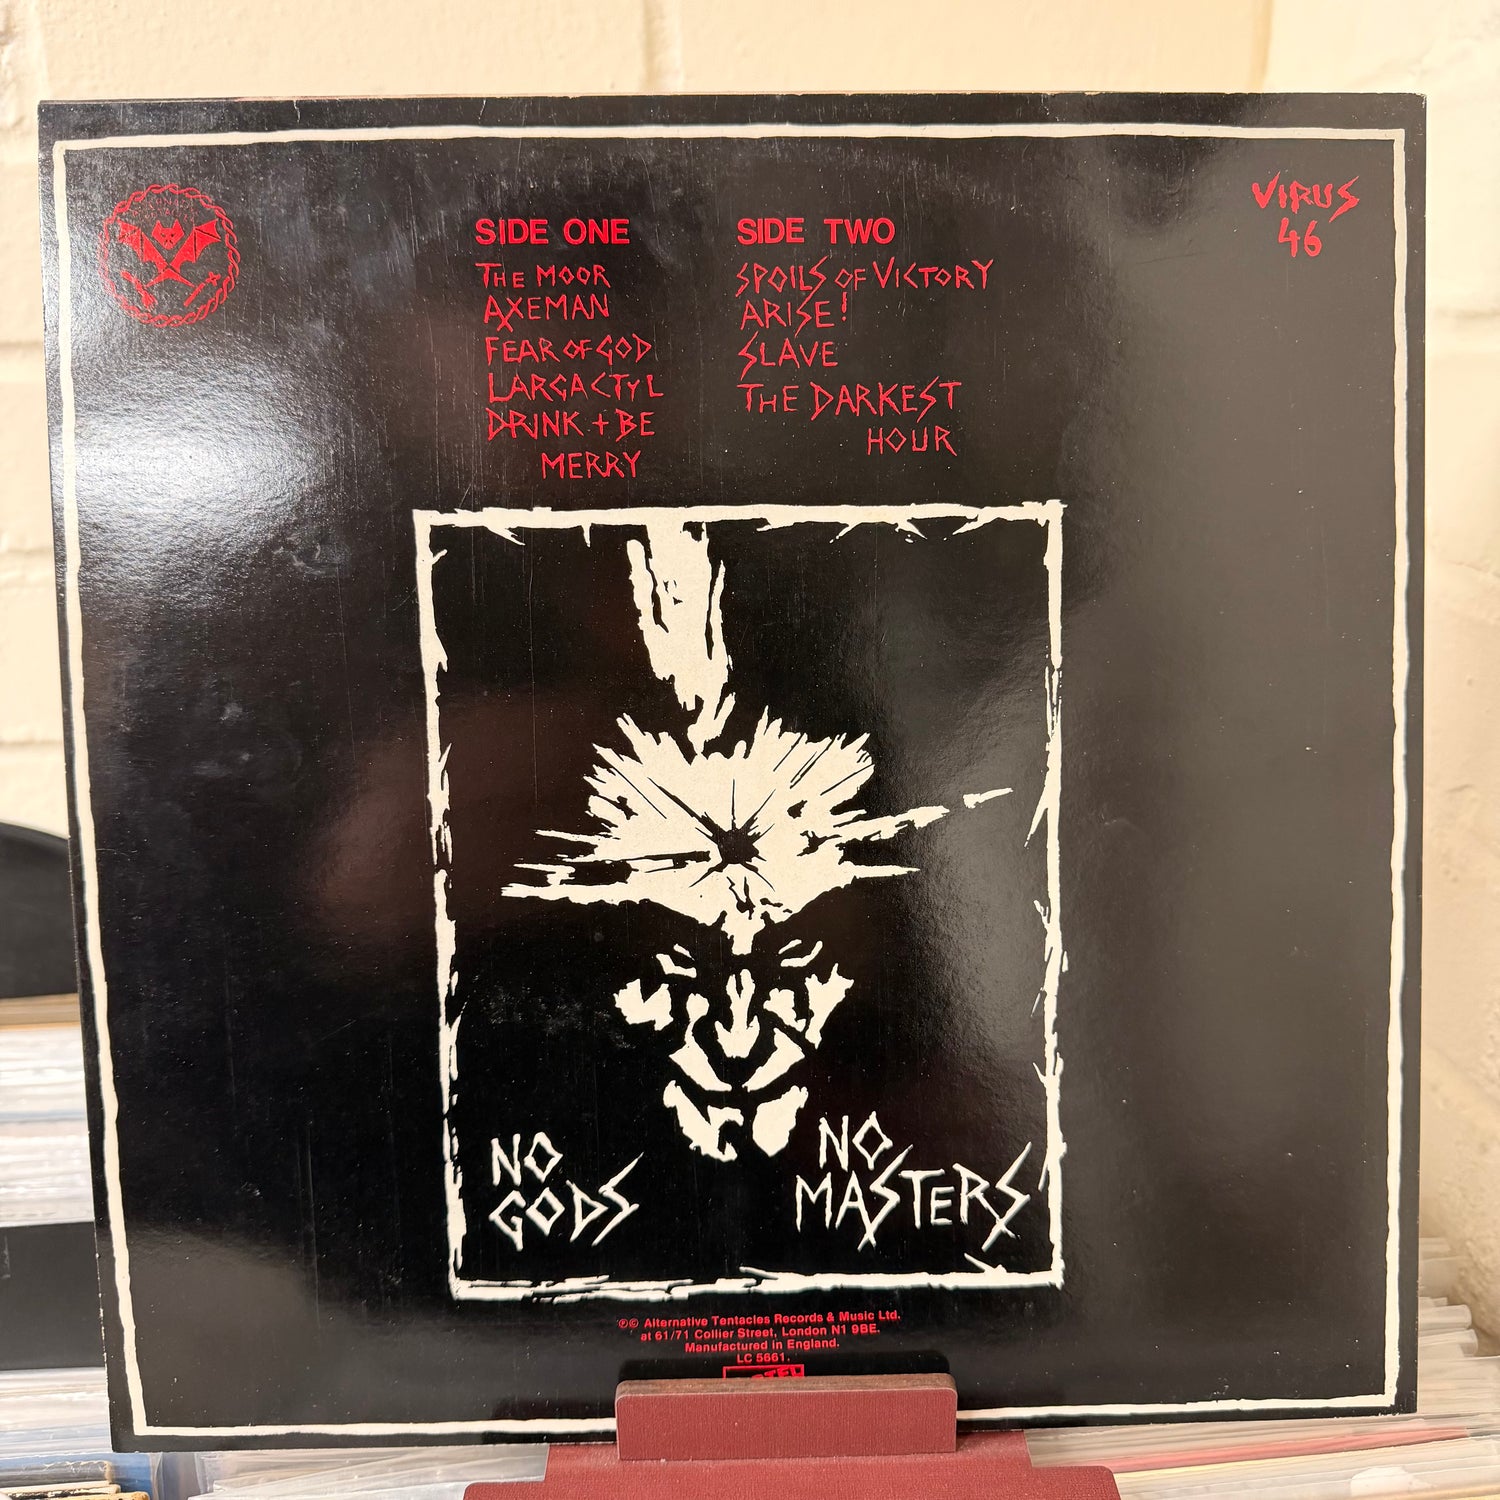 VIRUS
46
SIDE ONE
THE MOOR
AXEMAN
FEAR OF GOD
LARGACTYL
DRINK + BE
MERRY
SIDE TWO
SPOILS OF VICTORY
ARISE!
SLAVE
THE DARKEST
HOUR
NO
GODS
NO
MASTERS
℗© Alternative Tentacles Records & Music Ltd.
at 61/71 Collier Street, London N1 9BE.
Manufactured in England.
LC 5661.